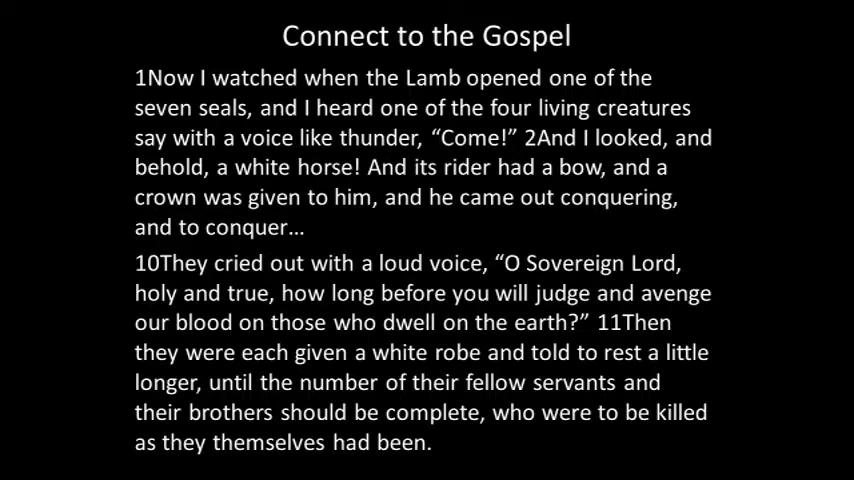 Connect to the Gospel
1Now I watched when the Lamb opened one of the
seven seals, and I heard one of the four living creatures
say with a voice like thunder, “Come!” 2And I looked, and
behold, a white horse! And its rider had a bow, and a
crown was given to him, and he came out conquering,
and to conquer…
10They cried out with a loud voice, “O Sovereign Lord,
holy and true, how long before you will judge and avenge
our blood on those who dwell on the earth?” 11Then
they were each given a white robe and told to rest a little
longer, until the number of their fellow servants and
their brothers should be complete, who were to be killed
as they themselves had been.